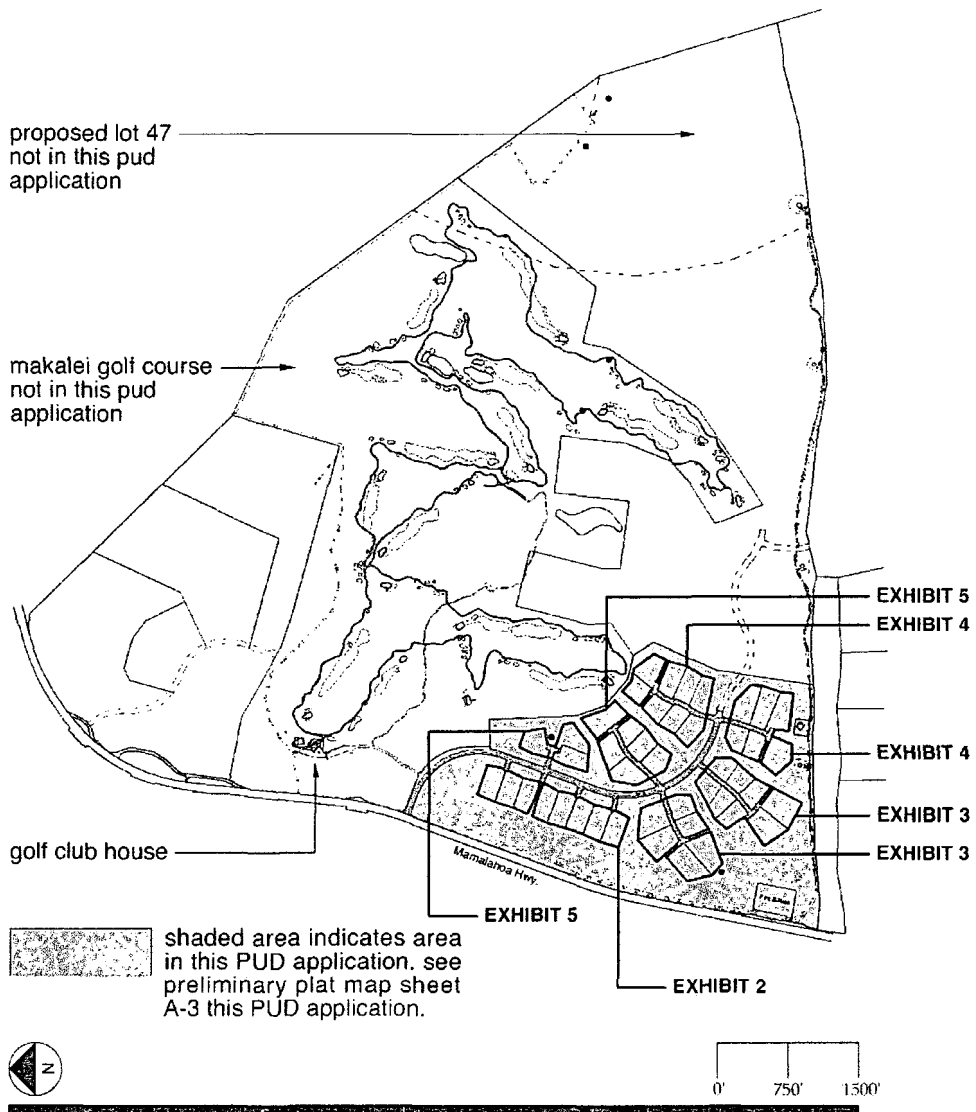 proposed lot 47
not in this pud
application
makalei golf course
not in this pud
application
EXHIBIT 5
EXHIBIT 4
EXHIBIT 4
EXHIBIT 3
EXHIBIT 3
golf club house
Mamalahoa Hwy.
EXHIBIT 5
EXHIBIT 2
shaded area indicates area
in this PUD application. see
preliminary plat map sheet
A-3 this PUD application.
N
0' 750' 1500'